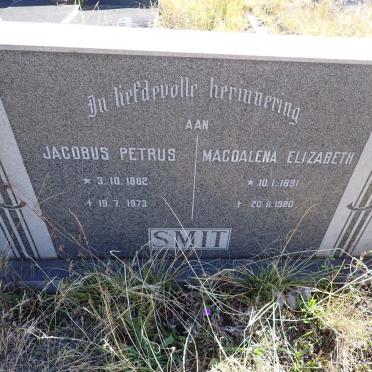 In liefdevolle herinnering
AAN
JACOBUS PETRUS
* 3.10.1882
✝ 19.7.1973
MAGDALENA ELIZABETH
* 10.1.1891
✝ 20.11.1980
SMIT